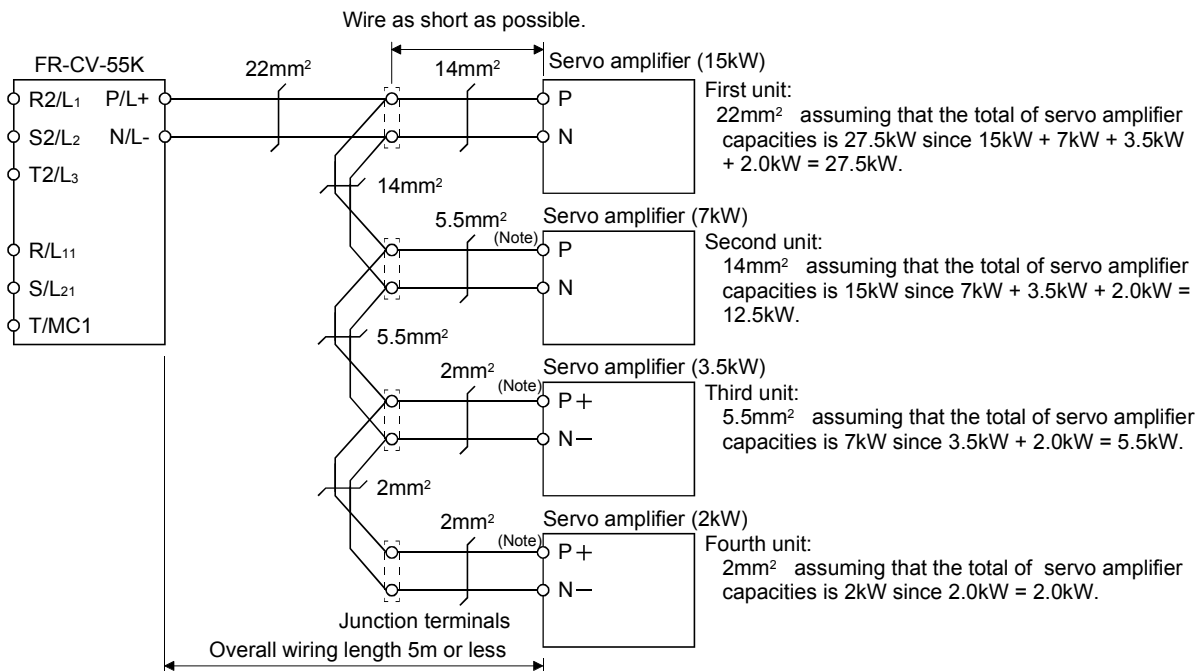 Wire as short as possible.
FR-CV-55K
22mm²
14mm²
Servo amplifier (15kW)
R2/L1 P/L+
S2/L2 N/L-
T2/L3
R/L11
S/L21
T/MC1
P
N
First unit:
22mm² assuming that the total of servo amplifier
capacities is 27.5kW since 15kW + 7kW + 3.5kW
+ 2.0kW = 27.5kW.
14mm²
5.5mm²
(Note)
Servo amplifier (7kW)
P
N
Second unit:
14mm² assuming that the total of servo amplifier
capacities is 15kW since 7kW + 3.5kW + 2.0kW =
12.5kW.
5.5mm²
2mm²
(Note)
Servo amplifier (3.5kW)
P+
N−
Third unit:
5.5mm² assuming that the total of servo amplifier
capacities is 7kW since 3.5kW + 2.0kW = 5.5kW.
2mm²
2mm²
(Note)
Servo amplifier (2kW)
P+
N−
Fourth unit:
2mm² assuming that the total of servo amplifier
capacities is 2kW since 2.0kW = 2.0kW.
Junction terminals
Overall wiring length 5m or less